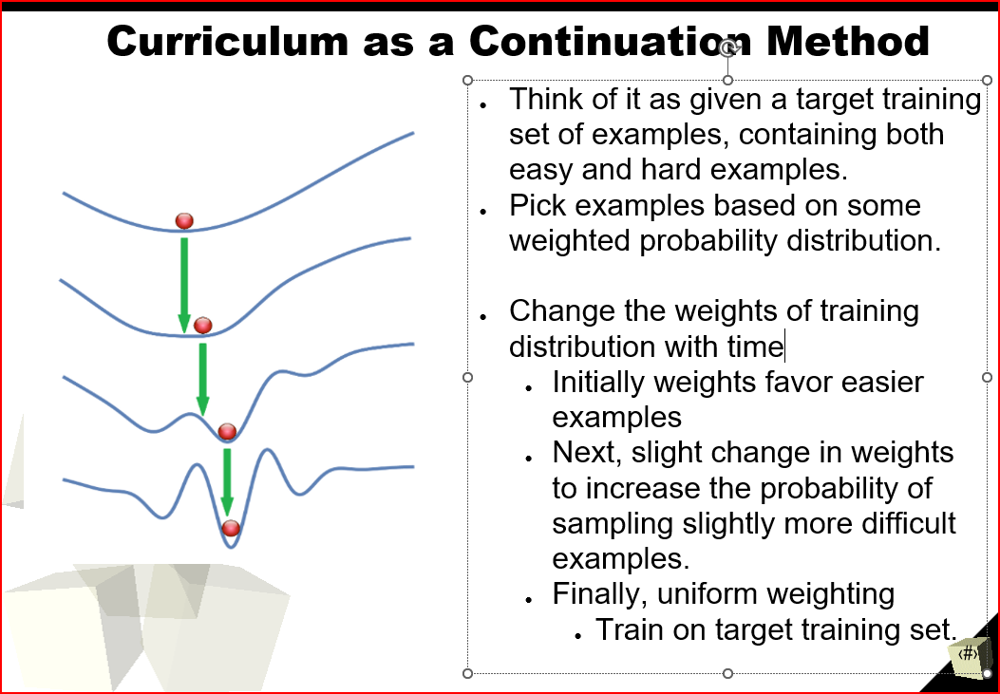 Curriculum as a Continuation Method
• Think of it as given a target training
set of examples, containing both
easy and hard examples.
• Pick examples based on some
weighted probability distribution.
• Change the weights of training
distribution with time
• Initially weights favor easier
examples
• Next, slight change in weights
to increase the probability of
sampling slightly more difficult
examples.
• Finally, uniform weighting
• Train on target training set.
‹#›